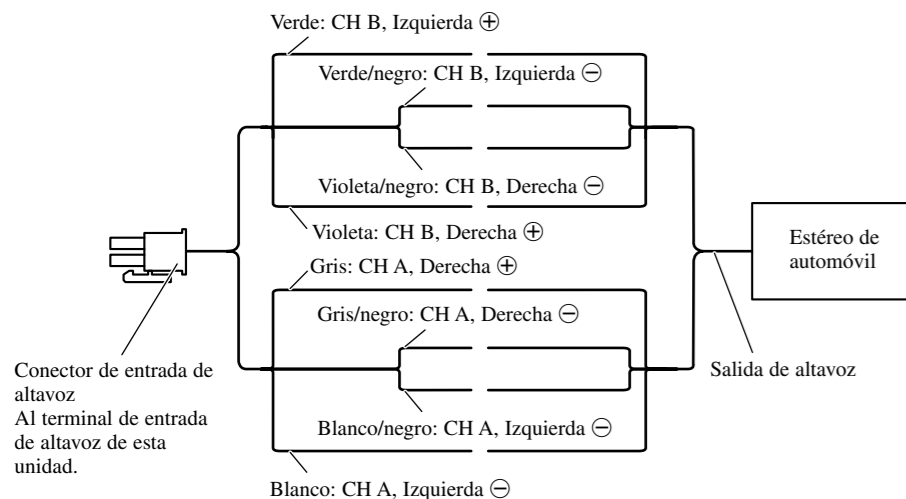 Verde: CH B, Izquierda ⊕
Verde/negro: CH B, Izquierda ⊖
Violeta/negro: CH B, Derecha ⊖
Violeta: CH B, Derecha ⊕
Gris: CH A, Derecha ⊕
Gris/negro: CH A, Derecha ⊖
Blanco/negro: CH A, Izquierda ⊖
Blanco: CH A, Izquierda ⊖
Conector de entrada de
altavoz
Al terminal de entrada
de altavoz de esta
unidad.
Estéreo de
automóvil
Salida de altavoz